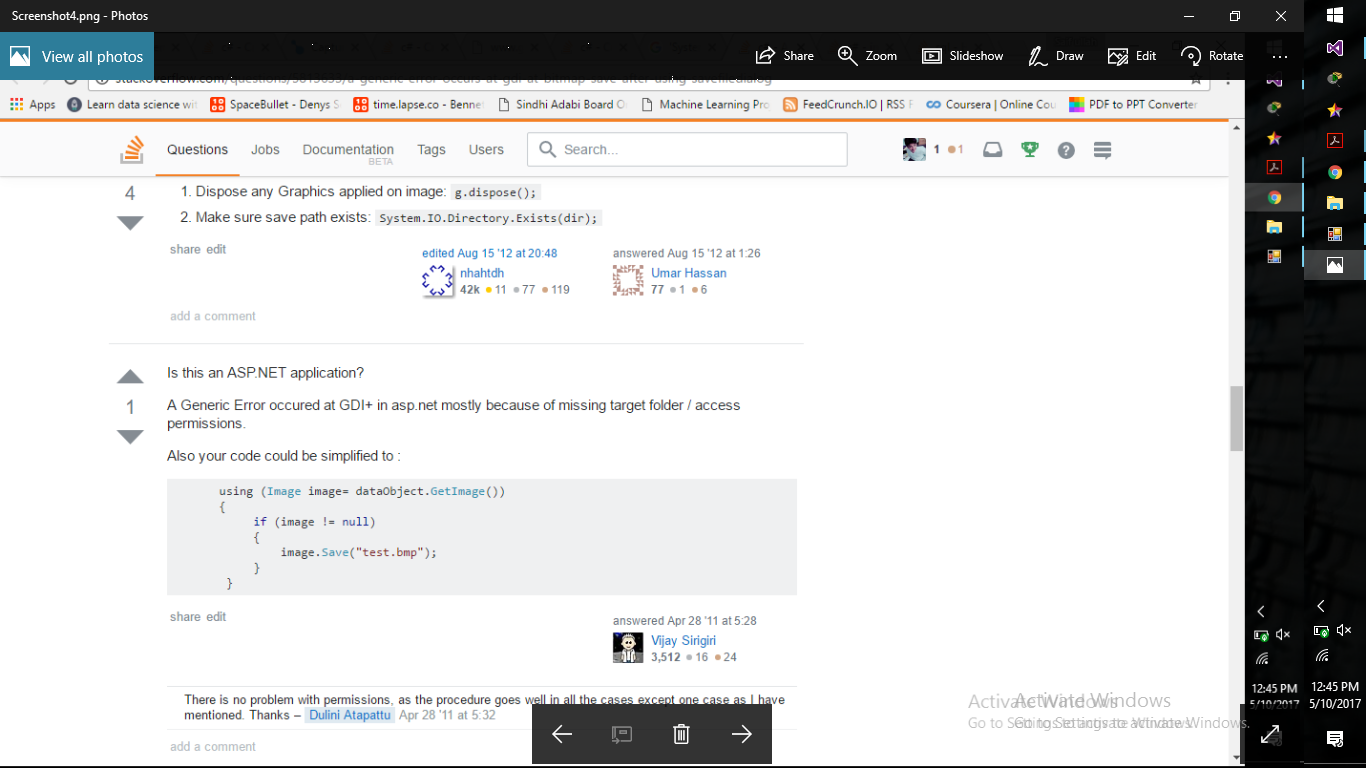 Screenshot4.png - Photos
View all photos
Share
Zoom
Slideshow
Draw
Edit
Rotate
Apps
Learn data science wit
SpaceBullet - Denys S
time.lapse.co - Benne
Sindhi Adabi Board O
Machine Learning Pro
FeedCrunch.IO | RSS F
Coursera | Online Cou
PDF to PPT Converter
Questions
Jobs
Documentation
BETA
Tags
Users
Search...
1 1
4
1. Dispose any Graphics applied on image: g.dispose();
2. Make sure save path exists: System.IO.Directory.Exists(dir);
share edit
edited Aug 15 '12 at 20:48
nhahtdh
42k 11 77 119
answered Aug 15 '12 at 1:26
Umar Hassan
77 1 6
add a comment
Is this an ASP.NET application?
1
A Generic Error occured at GDI+ in asp.net mostly because of missing target folder / access
permissions.
Also your code could be simplified to :
using (Image image= dataObject.GetImage())
{
if (image != null)
{
image.Save("test.bmp");
}
}
share edit
answered Apr 28 '11 at 5:28
Vijay Sirigiri
3,512 16 24
There is no problem with permissions, as the procedure goes well in all the cases except one case as I have
mentioned. Thanks – Dulini Atapattu Apr 28 '11 at 5:32
add a comment
Activate Windows
Go to Settings to activate Windows.
12:45 PM
5/10/2017
12:45 PM
5/10/2017